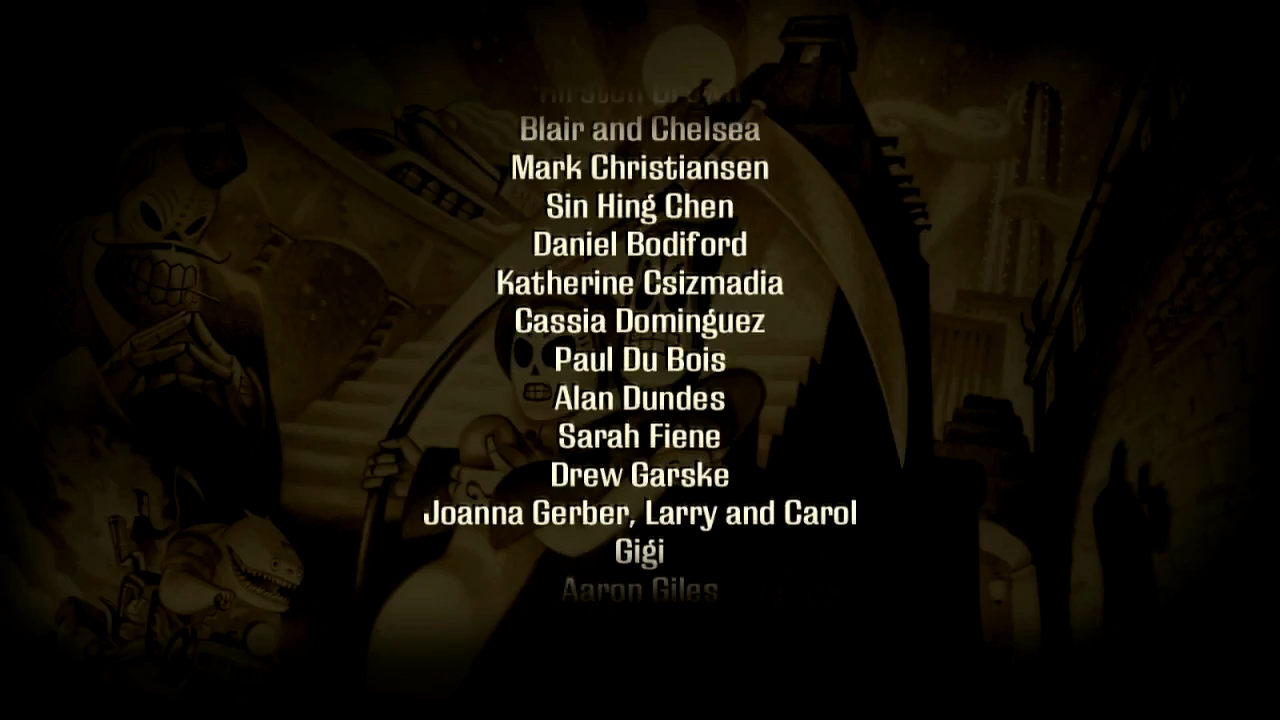 Blair and Chelsea
Mark Christiansen
Sin Hing Chen
Daniel Bodiford
Katherine Csizmadia
Cassia Dominguez
Paul Du Bois
Alan Dundes
Sarah Fiene
Drew Garske
Joanna Gerber, Larry and Carol
Gigi
Aaron Giles